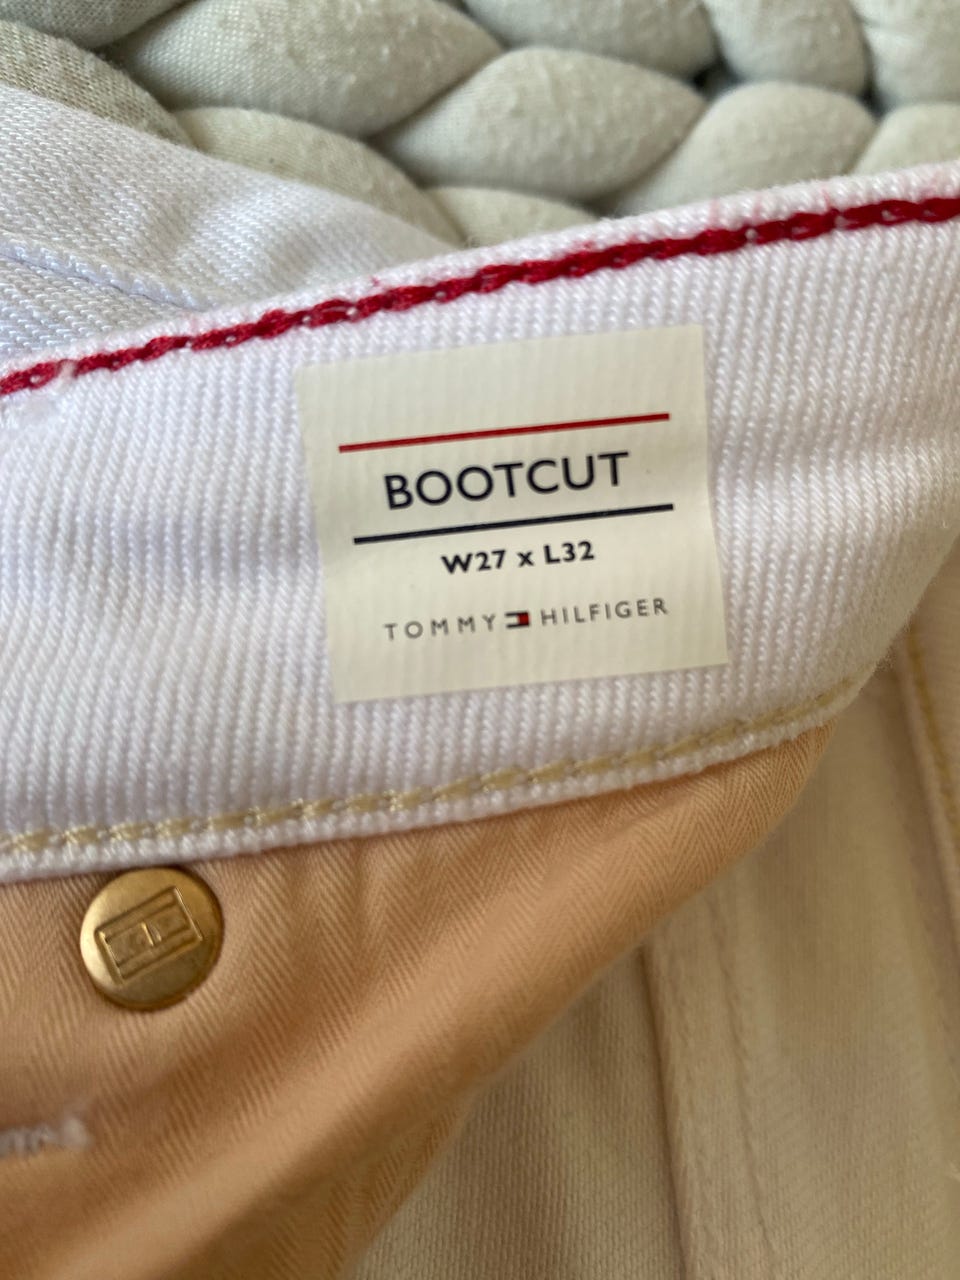 BOOTCUT
W27 x L32
TOMMY HILFIGER